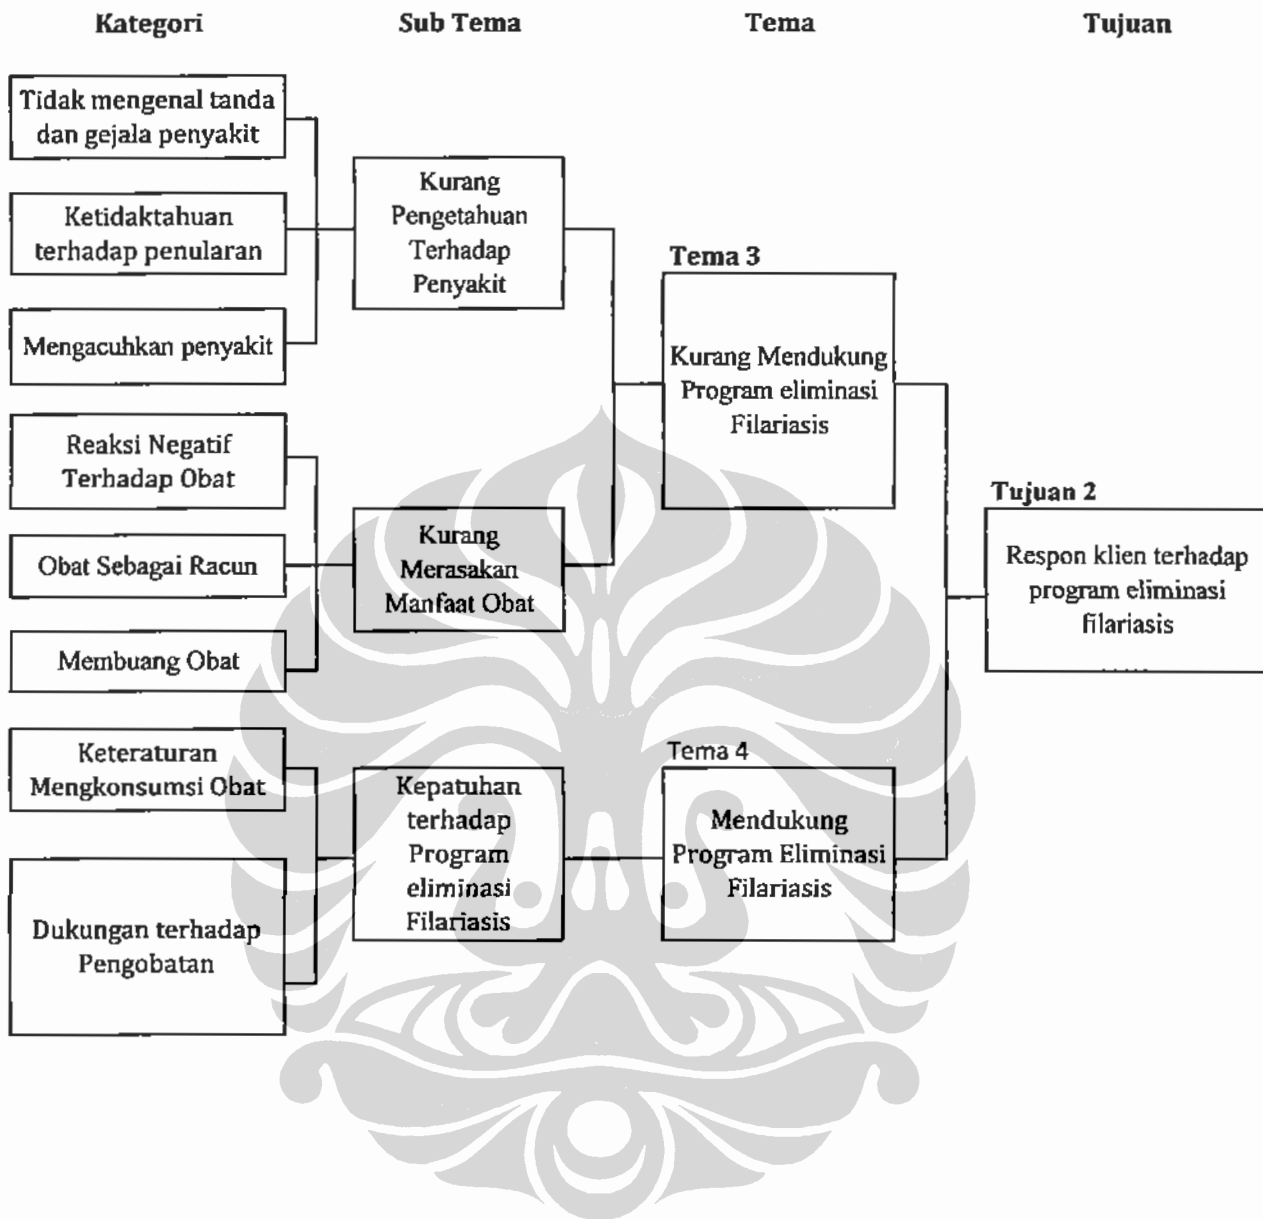 Kategori
Sub Tema
Tema
Tujuan
Tidak mengenal tanda
dan gejala penyakit
Ketidaktahuan
terhadap penularan
Mengacuhkan penyakit
Reaksi Negatif
Terhadap Obat
Obat Sebagai Racun
Membuang Obat
Keteraturan
Mengkonsumsi Obat
Dukungan terhadap
Pengobatan
Kurang
Pengetahuan
Terhadap
Penyakit
Kurang
Merasakan
Manfaat Obat
Kepatuhan
terhadap
Program
eliminasi
Filariasis
Tema 3
Kurang Mendukung
Program eliminasi
Filariasis
Tema 4
Mendukung
Program Eliminasi
Filariasis
Tujuan 2
Respon klien terhadap
program eliminasi
filariasis
.....